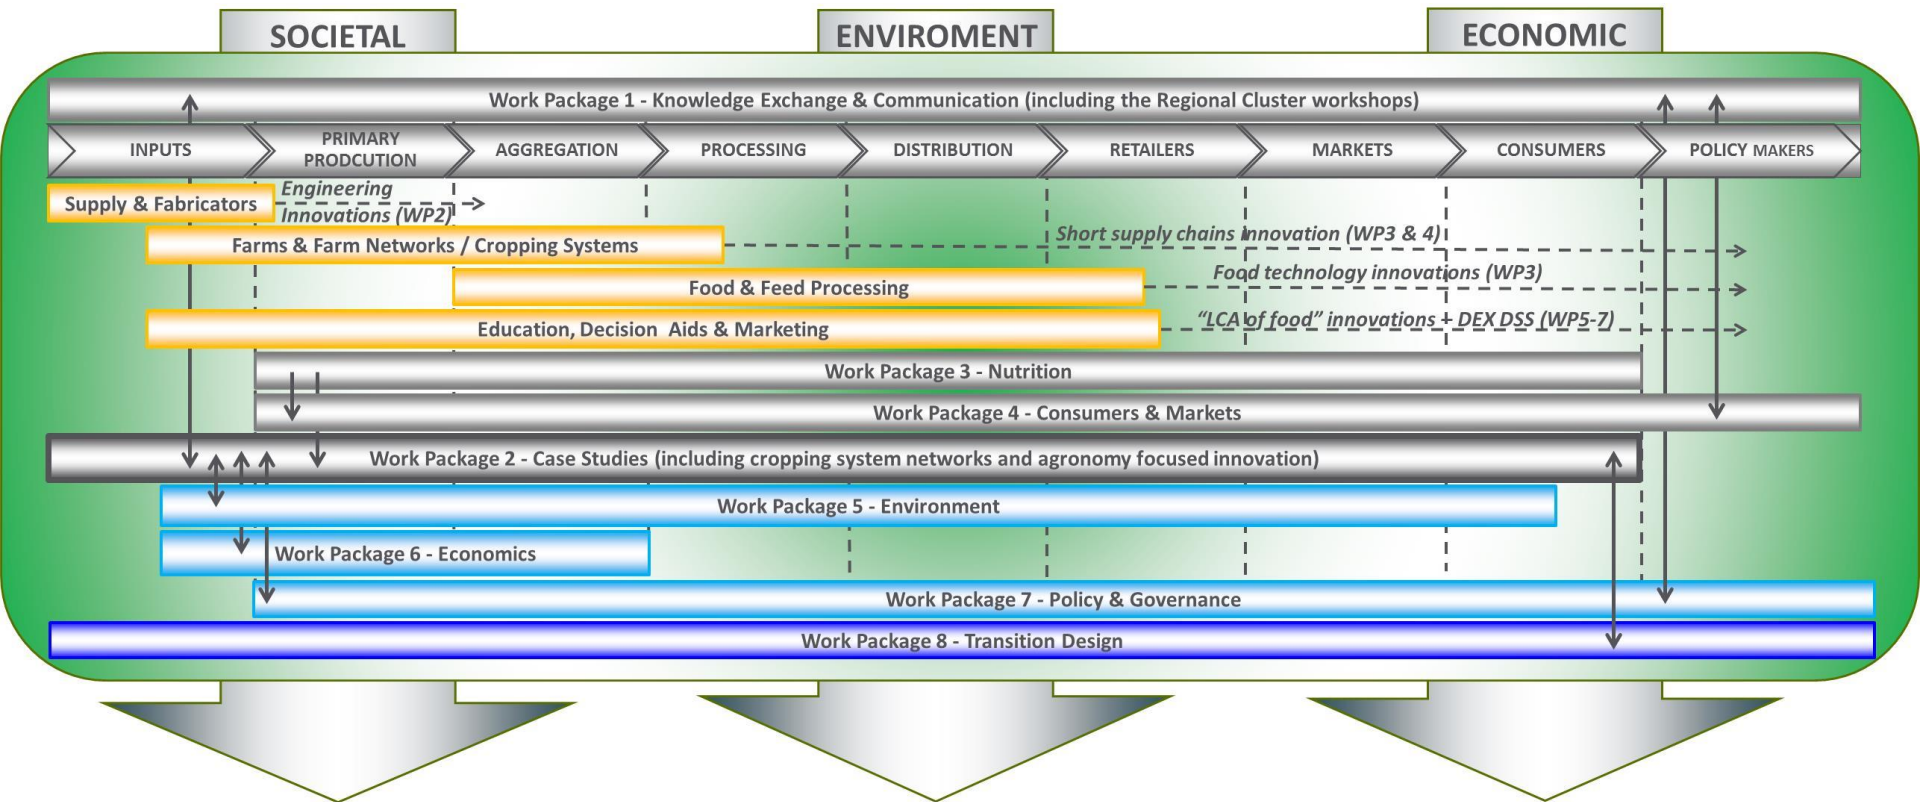 SOCIETAL
ENVIROMENT
ECONOMIC
Work Package 1 - Knowledge Exchange & Communication (including the Regional Cluster workshops)
INPUTS
PRIMARY
PRODCUTION
AGGREGATION
PROCESSING
DISTRIBUTION
RETAILERS
MARKETS
CONSUMERS
POLICY MAKERS
Supply & Fabricators
Engineering
Innovations (WP2)
Farms & Farm Networks / Cropping Systems
Short supply chains innovation (WP3 & 4)
Food & Feed Processing
Food technology innovations (WP3)
Education, Decision Aids & Marketing
“LCA of food” innovations + DEX DSS (WP5-7)
Work Package 3 - Nutrition
Work Package 4 - Consumers & Markets
Work Package 2 - Case Studies (including cropping system networks and agronomy focused innovation)
Work Package 5 - Environment
Work Package 6 - Economics
Work Package 7 - Policy & Governance
Work Package 8 - Transition Design